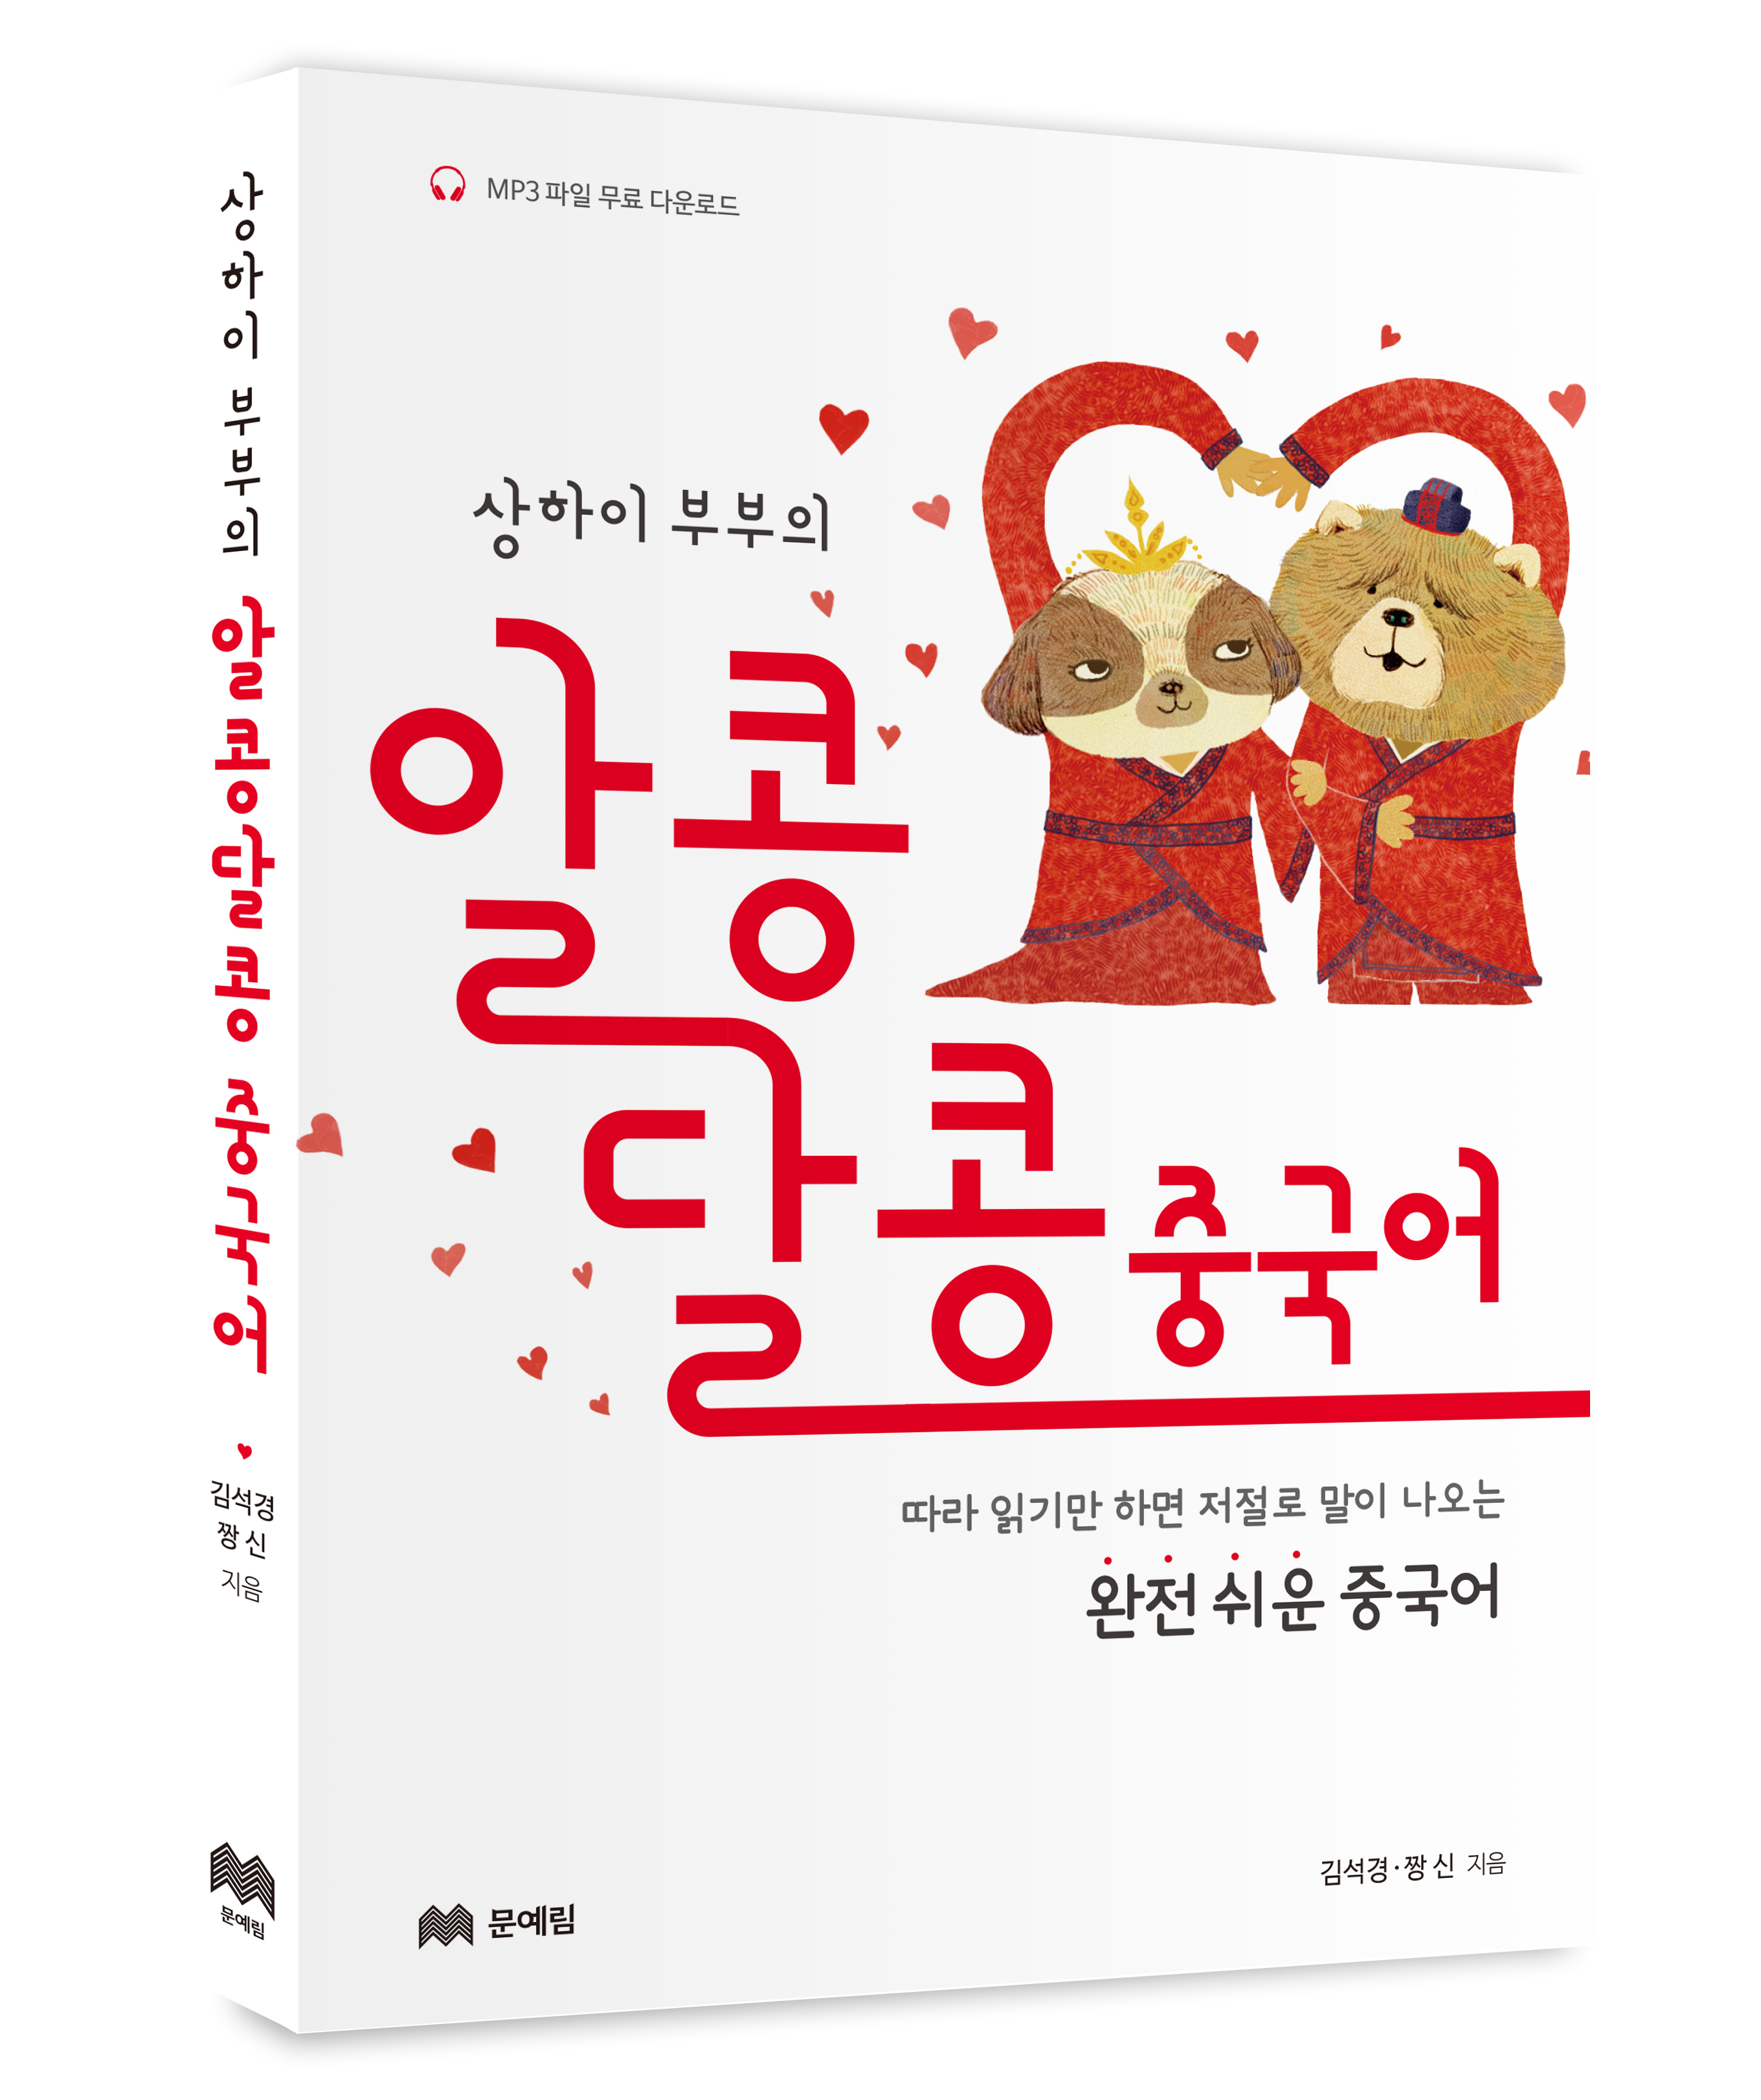 상하이 부부의 알콩달콩 중국어
김석경
짱 신
지음
문예림
MP3 파일 무료 다운로드
상하이 부부의
알콩
달콩 중국어
따라 읽기만 하면 저절로 말이 나오는
완전 쉬운 중국어
김석경·짱 신 지음
문예림